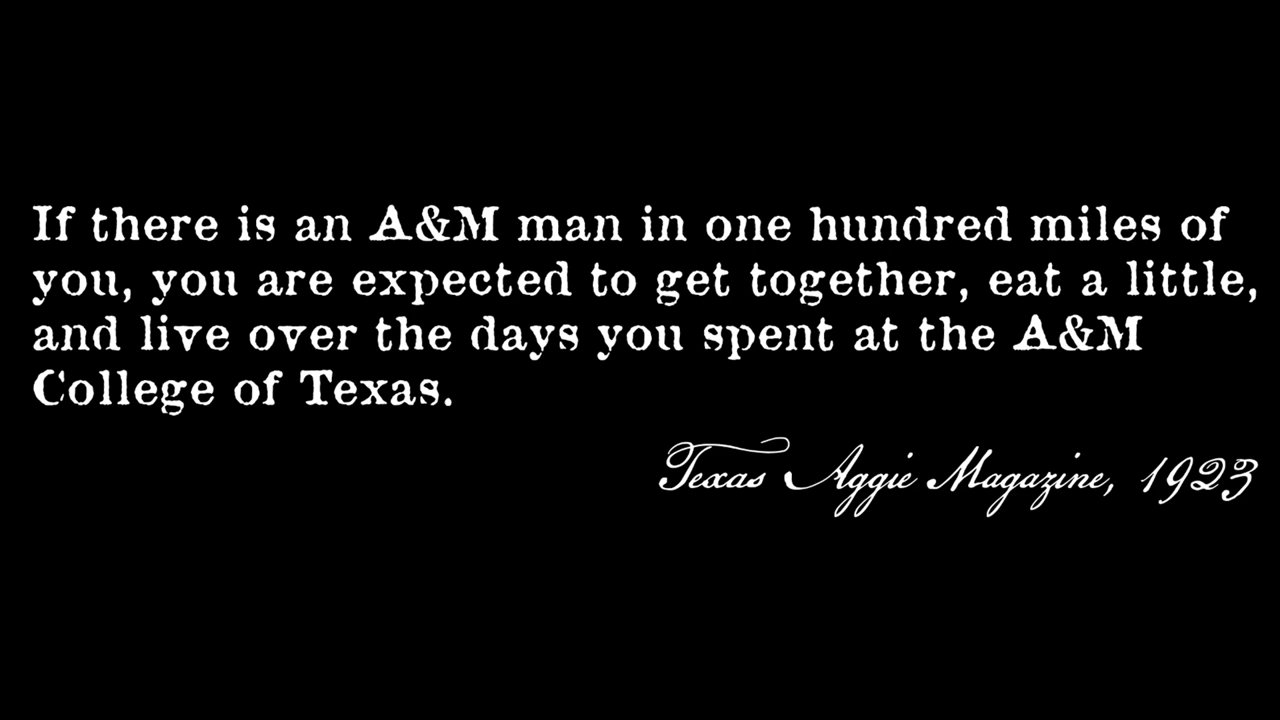 If there is an A&M man in one hundred miles of
you, you are expected to get together, eat a little,
and live over the days you spent at the A&M
College of Texas.
Texas Aggie Magazine, 1923